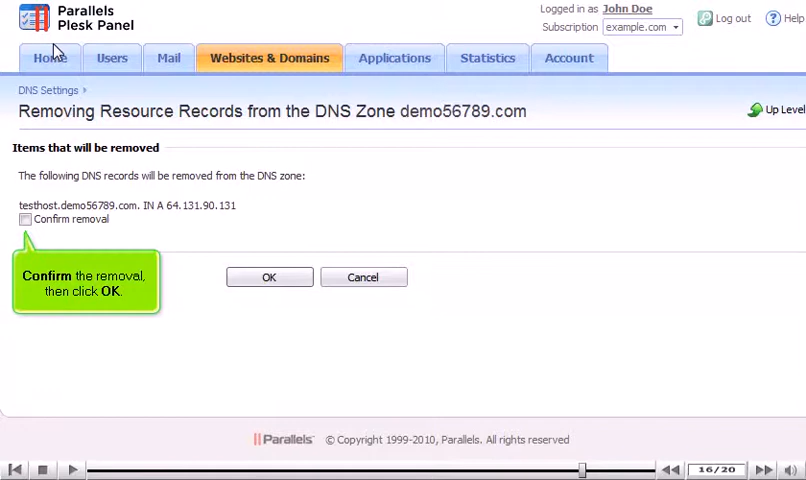 Parallels
Plesk Panel
Logged in as John Doe
Subscription example.com
Log out
Help
Home
Users
Mail
Websites & Domains
Applications
Statistics
Account
DNS Settings
Removing Resource Records from the DNS Zone demo56789.com
Up Level
Items that will be removed
The following DNS records will be removed from the DNS zone:
testhost.demo56789.com. IN A 64.131.90.131
Confirm removal
Confirm the removal,
then click OK.
OK
Cancel
Parallels © Copyright 1999-2010, Parallels. All rights reserved
16/20